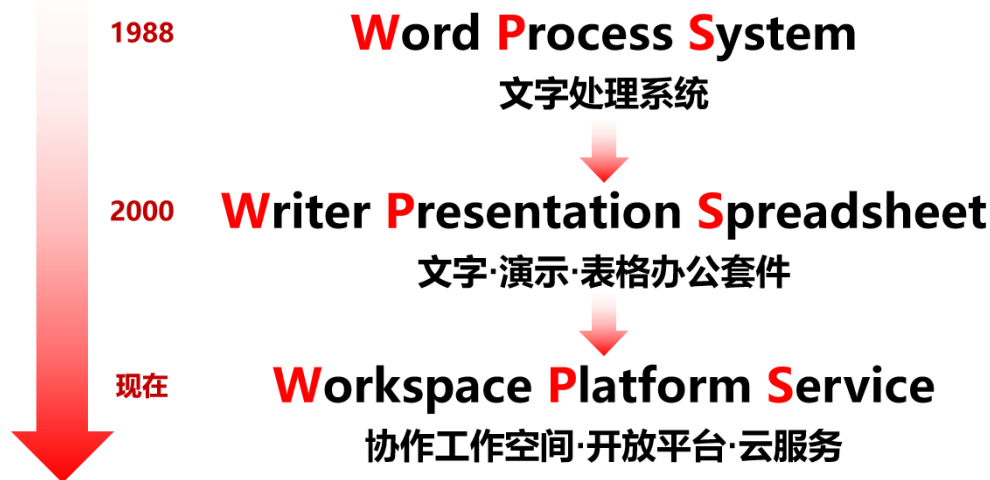 1988
Word Process System
文字处理系统
2000
Writer Presentation Spreadsheet
文字·演示·表格办公套件
现在
Workspace Platform Service
协作工作空间·开放平台·云服务